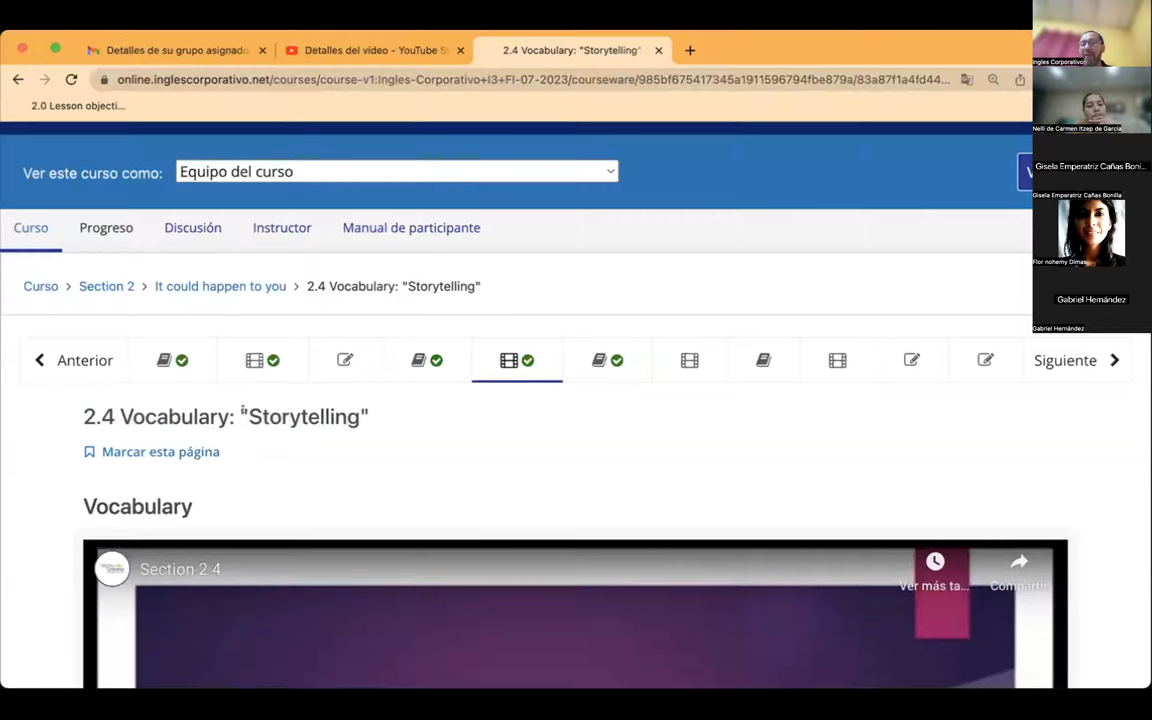 Detalles de su grupo asignado
Detalles del vídeo - YouTube S
2.4 Vocabulary: "Storytelling"
online.inglescorporativo.net/courses/course-v1:Ingles-Corporativo+I3+FI-07-2023/courseware/985bf675417345a1911596794fbe879a/83a87f1a4fd44...
2.0 Lesson objecti...
Ver este curso como:
Equipo del curso
V
Curso
Progreso
Discusión
Instructor
Manual de participante
Curso > Section 2 > It could happen to you > 2.4 Vocabulary: "Storytelling"
Anterior
Siguiente
2.4 Vocabulary: "Storytelling"
Marcar esta página
Vocabulary
Section 2 4
Ver más ta...
Compartir
Ingles Corporativo
Nelli de Carmen Itzep de Garcia
Gisela Emperatriz Cañas Boni...
Gisela Emperatriz Cañas Bonilla
Flor nohemy Dimas
Gabriel Hernández
Gabriel Hernández